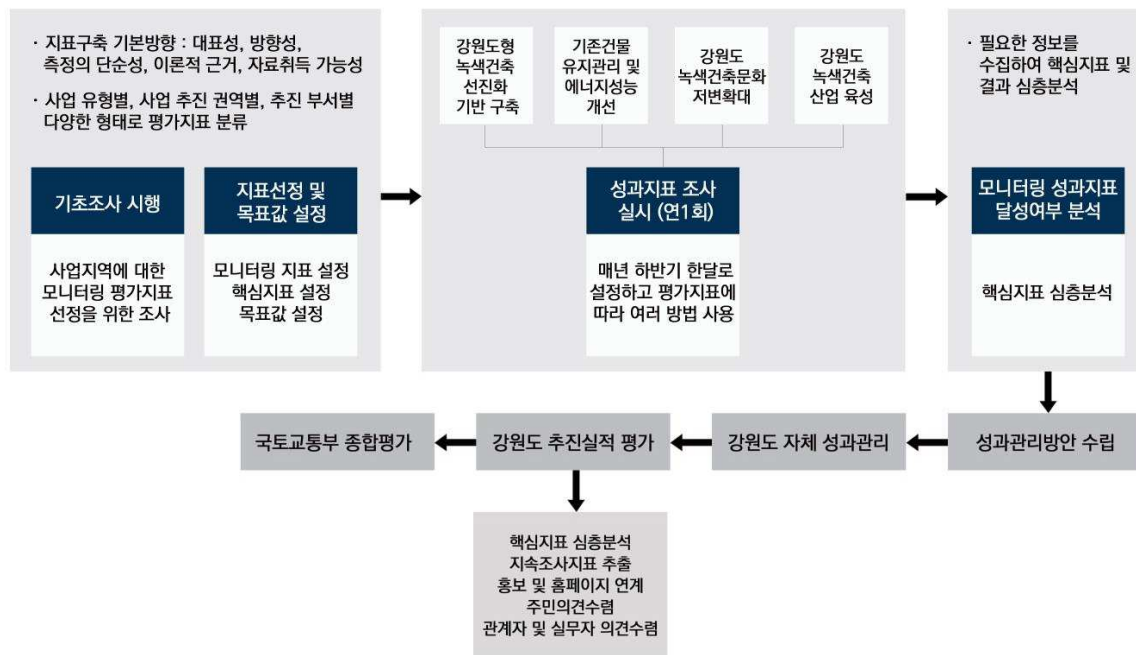 · 지표구축 기본방향 : 대표성, 방향성,
측정의 단순성, 이론적 근거, 자료취득 가능성
· 사업 유형별, 사업 추진 권역별, 추진 부서별
다양한 형태로 평가지표 분류
기초조사 시행
사업지역에 대한
모니터링 평가지표
선정을 위한 조사
지표선정 및
목표값 설정
모니터링 지표 설정
핵심지표 설정
목표값 설정
강원도형
녹색건축
선진화
기반 구축
기존건물
유지관리 및
에너지성능
개선
강원도
녹색건축문화
저변확대
강원도
녹색건축
산업 육성
성과지표 조사
실시 (연1회)
매년 하반기 한달로
설정하고 평가지표에
따라 여러 방법 사용
· 필요한 정보를
수집하여 핵심지표 및
결과 심층분석
모니터링 성과지표
달성여부 분석
핵심지표 심층분석
성과관리방안 수립
강원도 자체 성과관리
강원도 추진실적 평가
국토교통부 종합평가
핵심지표 심층분석
지속조사지표 추출
홍보 및 홈페이지 연계
주민의견수렴
관계자 및 실무자 의견수렴